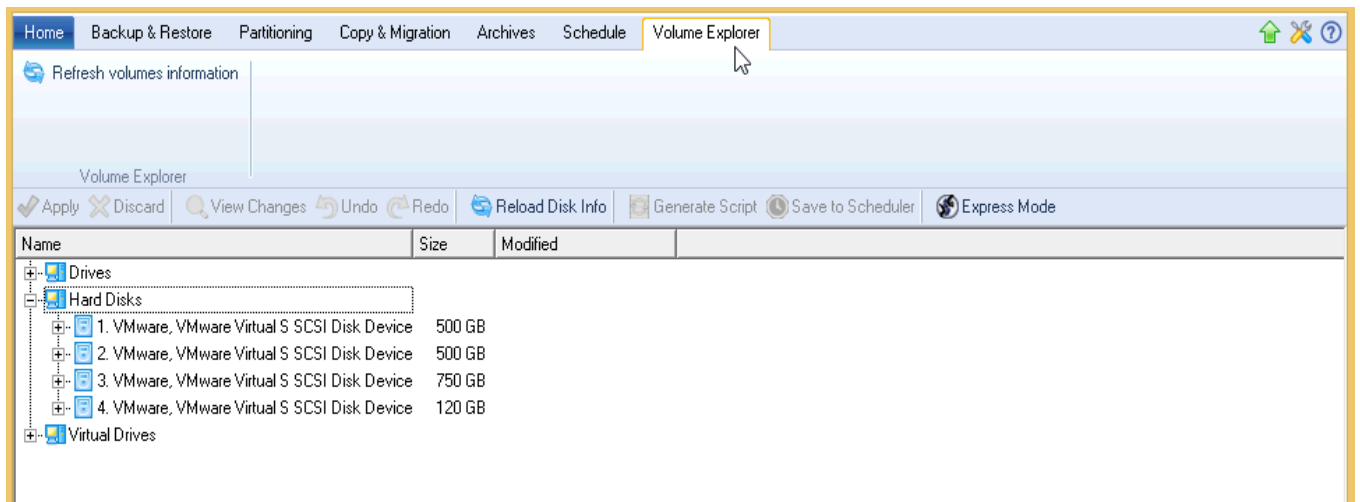 Home Backup & Restore Partitioning Copy & Migration Archives Schedule Volume Explorer
Refresh volumes information
Volume Explorer
Apply Discard View Changes Undo Redo Reload Disk Info Generate Script Save to Scheduler Express Mode
Name Size Modified
Drives
Hard Disks
1. VMware, VMware Virtual S SCSI Disk Device 500 GB
2. VMware, VMware Virtual S SCSI Disk Device 500 GB
3. VMware, VMware Virtual S SCSI Disk Device 750 GB
4. VMware, VMware Virtual S SCSI Disk Device 120 GB
Virtual Drives